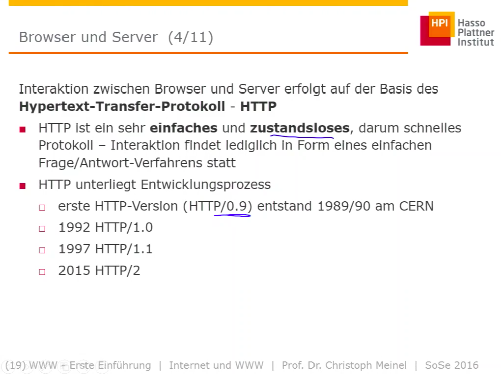 Browser und Server (4/11)
HPI Hasso
Plattner
Institut
Interaktion zwischen Browser und Server erfolgt auf der Basis des
Hypertext-Transfer-Protokoll - HTTP
HTTP ist ein sehr einfaches und zustandsloses, darum schnelles
Protokoll – Interaktion findet lediglich in Form eines einfachen
Frage/Antwort-Verfahrens statt
HTTP unterliegt Entwicklungsprozess
erste HTTP-Version (HTTP/0.9) entstand 1989/90 am CERN
1992 HTTP/1.0
1997 HTTP/1.1
2015 HTTP/2
(19) WWW - Erste Einführung | Internet und WWW | Prof. Dr. Christoph Meinel | SoSe 2016